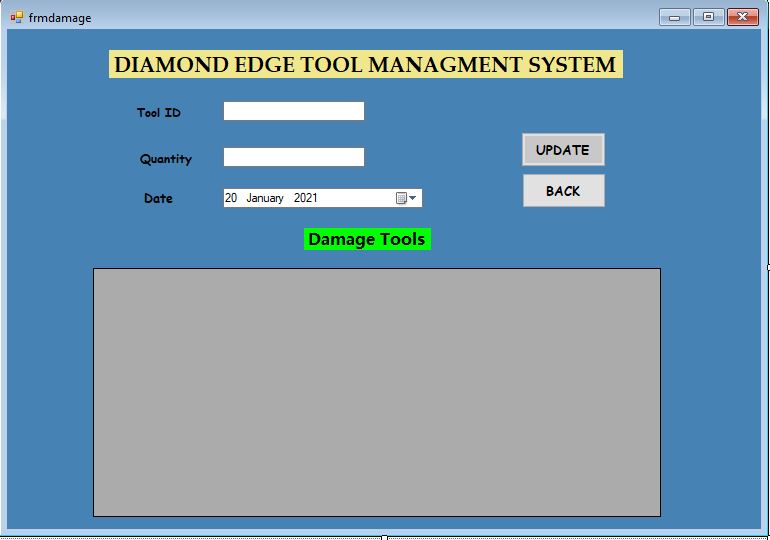 frmdamage
DIAMOND EDGE TOOL MANAGMENT SYSTEM
Tool ID
Quantity
UPDATE
Date
20 January 2021
BACK
Damage Tools